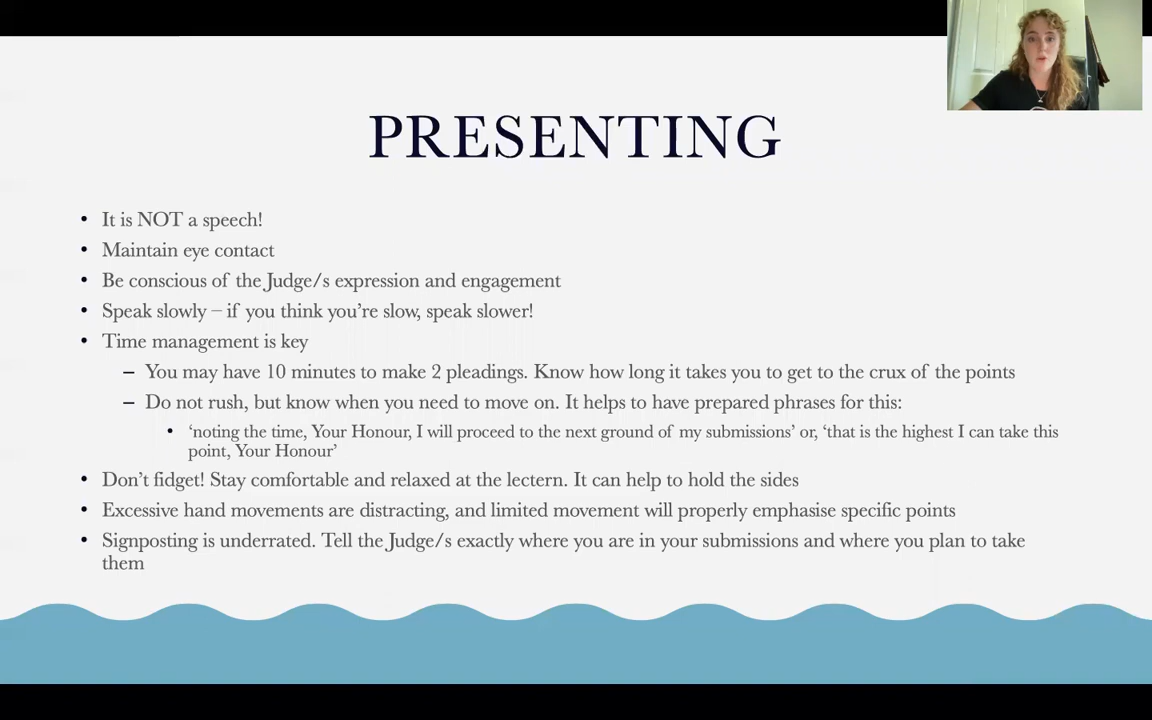 PRESENTING
• It is NOT a speech!
• Maintain eye contact
• Be conscious of the Judge/s expression and engagement
• Speak slowly – if you think you’re slow, speak slower!
• Time management is key
– You may have 10 minutes to make 2 pleadings. Know how long it takes you to get to the crux of the points
– Do not rush, but know when you need to move on. It helps to have prepared phrases for this:
• ‘noting the time, Your Honour, I will proceed to the next ground of my submissions’ or, ‘that is the highest I can take this
point, Your Honour’
• Don’t fidget! Stay comfortable and relaxed at the lectern. It can help to hold the sides
• Excessive hand movements are distracting, and limited movement will properly emphasise specific points
• Signposting is underrated. Tell the Judge/s exactly where you are in your submissions and where you plan to take
them